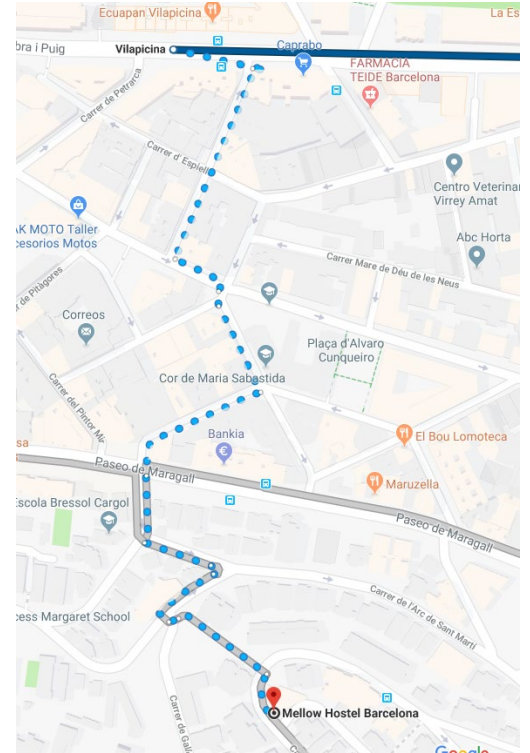 Ecuapan Vilapicina
La Es
bra i Puig
Vilapicina
Caprabo
FARMACIA
TEIDE Barcelona
Carrer de Petrarca
Carrer d'Espiell
Centro Veterinar
Virrey Amat
AK MOTO Taller
cesorios Motos
Abc Horta
Carrer Mare de Déu de les Neus
er de Pitàgores
Correos
Plaça d'Alvaro
Cunqueiro
Cor de Maria Sabastida
Carrer del Pintor Mir
Bankia
€
El Bou Lomoteca
sa
Paseo de Maragall
Maruzella
Escola Bressol Cargol
Paseo de Maragall
Carrer de l'Arc de Sant Martí
cess Margaret School
Carrer de Gali
Mellow Hostel Barcelona
Google